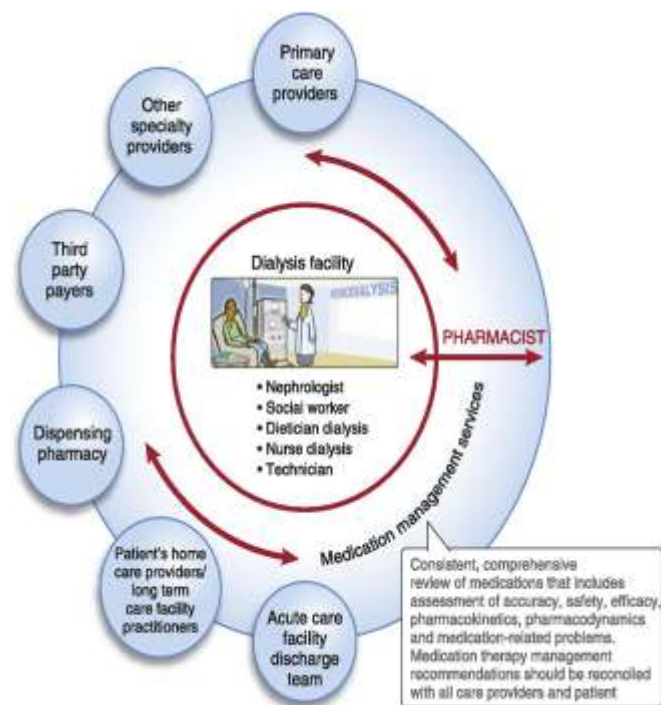 Primary
care
providers
Other
specialty
providers
Third
party
payers
Dialysis facility
HEMODIALYSIS
PHARMACIST
• Nephrologist
• Social worker
• Dietician dialysis
• Nurse dialysis
• Technician
Dispensing
pharmacy
Medication management services
Patient's home
care providers/
long term
care facility
practitioners
Acute care
facility
discharge
team
Consistent, comprehensive
review of medications that includes
assessment of accuracy, safety, efficacy,
pharmacokinetics, pharmacodynamics
and medication-related problems.
Medication therapy management
recommendations should be reconciled
with all care providers and patient